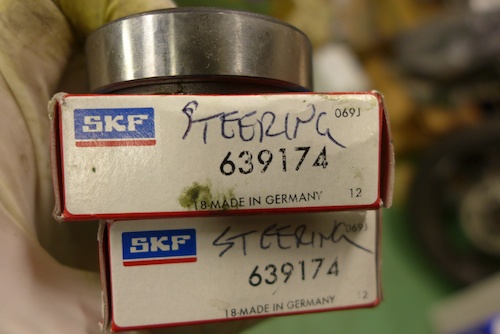 SKF STEERING 069J
639174
18-MADE IN GERMANY 12
SKF STEERING 069J
639174
18-MADE IN GERMANY 12